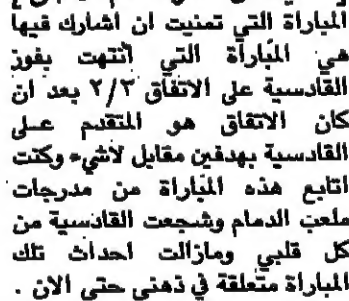 المباراة التي تمنيت ان اشارك فيها
هي المباراة التي انتهت بفوز
القادسية على الاتفاق ٢/٣ بعد ان
كان الاتفاق هو المتقدم على
القادسية بهدفين مقابل لاشيء وكنت
اتابع هذه المباراة من مدرجات
ملعب الدمام وشجعت القادسية من
كل قلبي ومازالت احداث تلك
المباراة متعلقة في ذهني حتى الان .